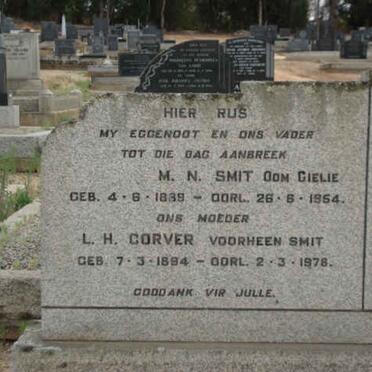 HIER RUS
MY EGGENOOT EN ONS VADER
TOT DIE DAG AANBREEK
M. N. SMIT OOM GIELIE
GEB. 4-6-1889 - OORL. 26-6-1954.
ONS MOEDER
L. H. GORVER VOORHEEN SMIT
GEB. 7-3-1894 - OORL. 2-3-1978.
GODDANK VIR JULLE.